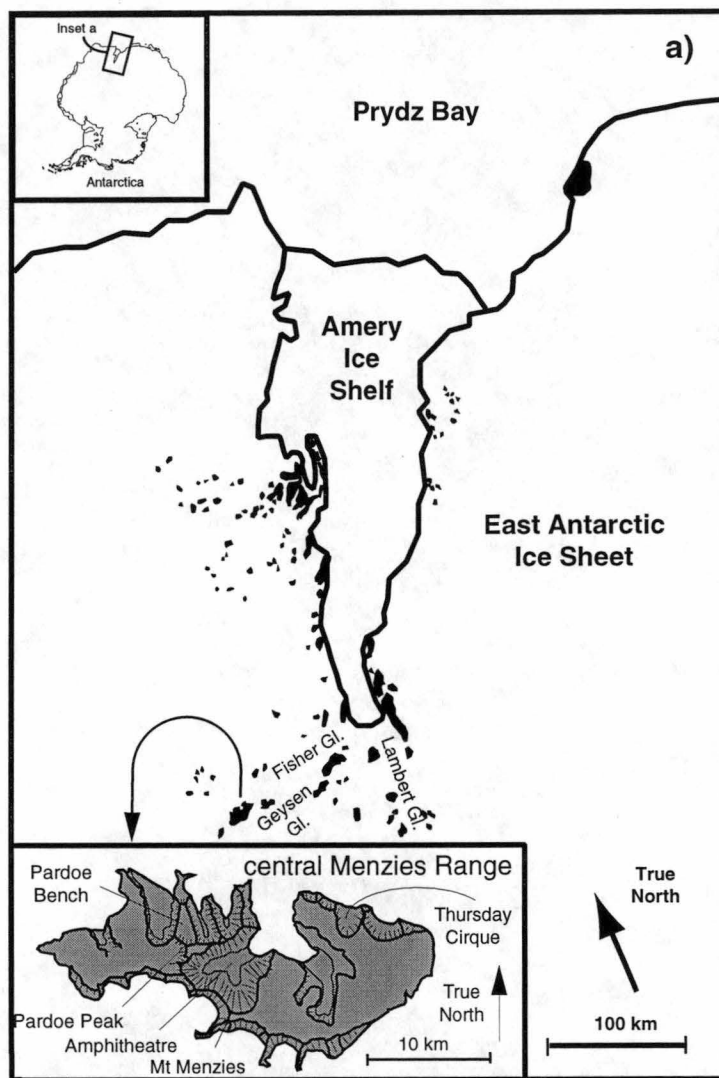 Inset a
Antarctica
a)
Prydz Bay
Amery
Ice
Shelf
East Antarctic
Ice Sheet
Fisher Gl.
Geysen
Gl.
Lambert Gl.
central Menzies Range
Pardoe
Bench
Thursday
Cirque
Pardoe Peak
Amphitheatre
Mt Menzies
True
North
10 km
True
North
100 km